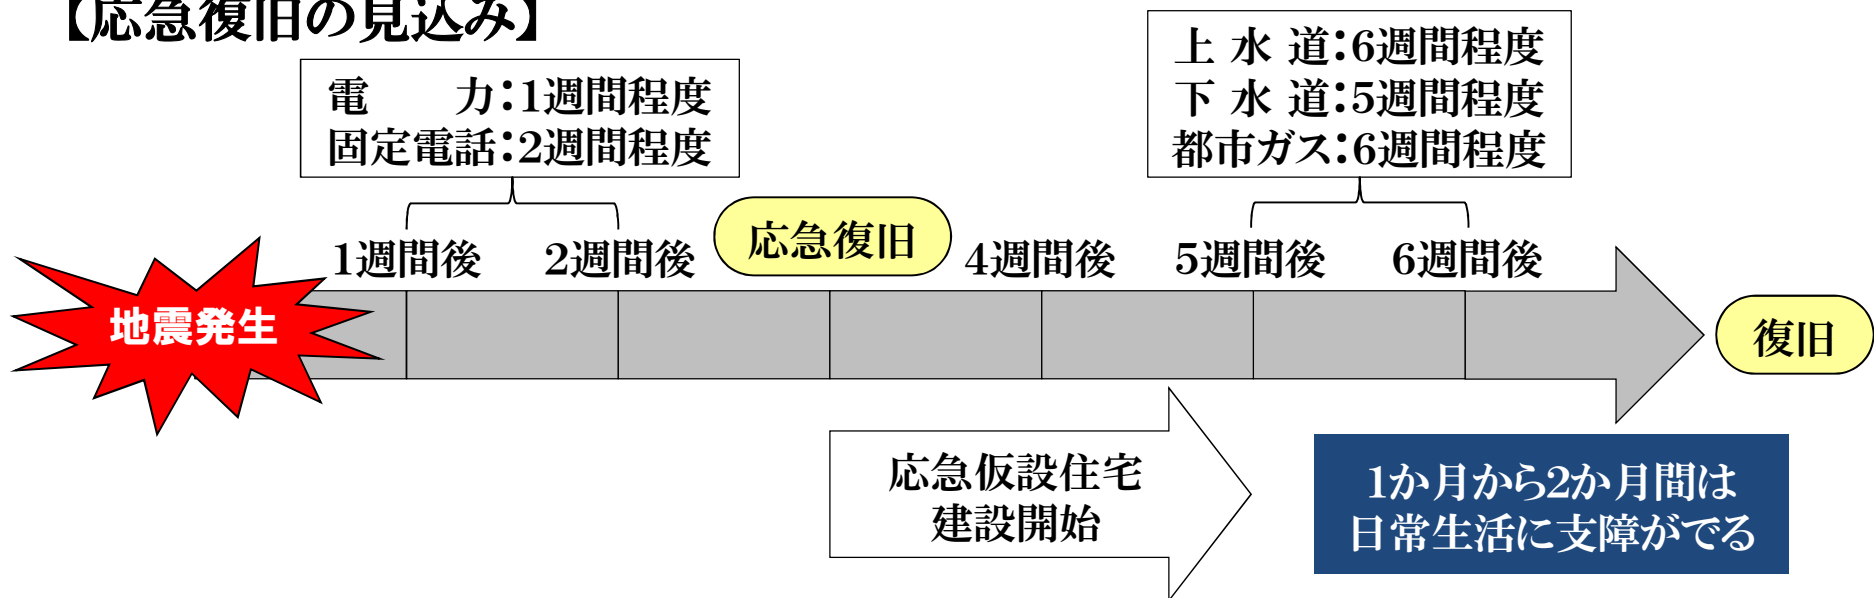 【応急復旧の見込み】
電　　力：1週間程度
固定電話：2週間程度
上 水 道：6週間程度
下 水 道：5週間程度
都市ガス：6週間程度
1週間後
2週間後
応急復旧
4週間後
5週間後
6週間後
地震発生
復旧
応急仮設住宅
建設開始
1か月から2か月間は
日常生活に支障がでる